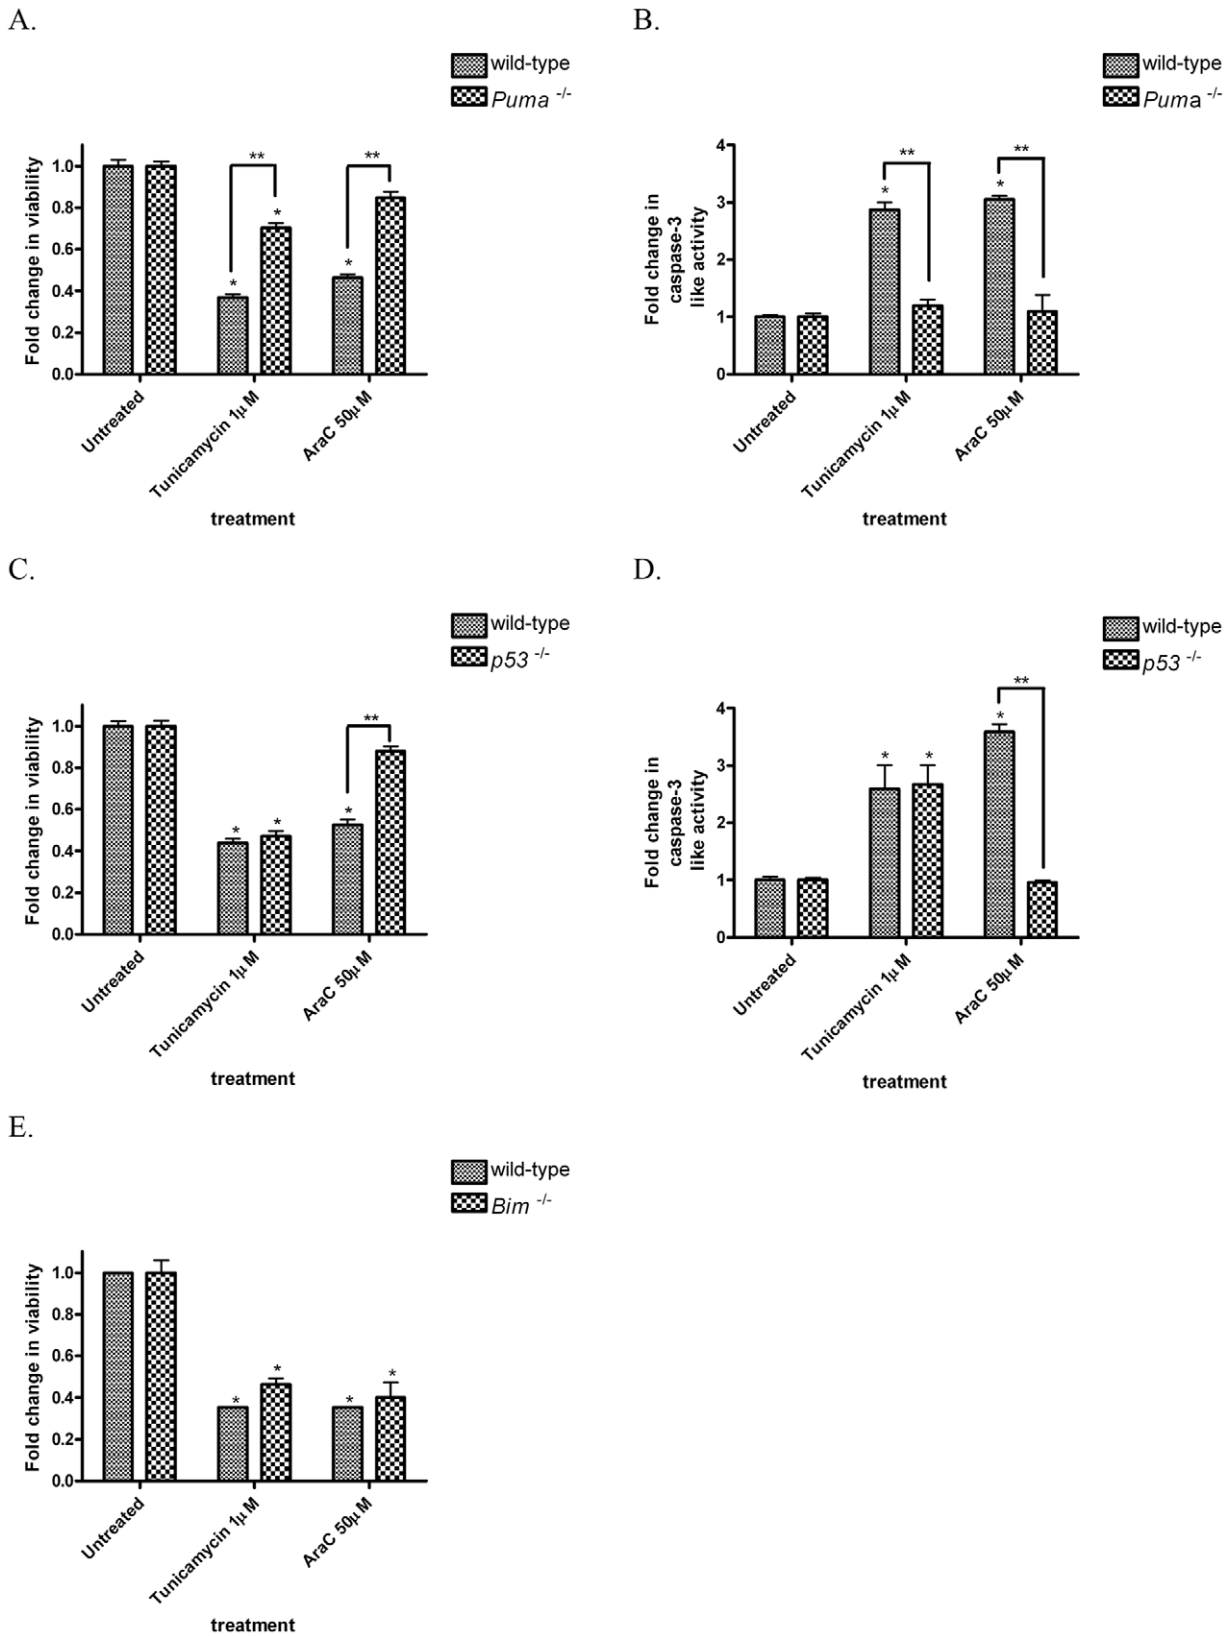 A.
wild-type
Puma -/-
Fold change in viability
1.0
0.8
0.6
0.4
0.2
0.0
**
**
*
*
*
Untreated
Tunicamycin 1μM
AraC 50μM
treatment
B.
wild-type
Puma -/-
Fold change in
caspase-3
like activity
4
3
2
1
0
**
**
*
*
Untreated
Tunicamycin 1μM
AraC 50μM
treatment
C.
wild-type
p53 -/-
Fold change in viability
1.0
0.8
0.6
0.4
0.2
0.0
**
*
*
*
Untreated
Tunicamycin 1μM
AraC 50μM
treatment
D.
wild-type
p53 -/-
Fold change in
caspase-3
like activity
4
3
2
1
0
**
*
*
*
Untreated
Tunicamycin 1μM
AraC 50μM
treatment
E.
wild-type
Bim -/-
Fold change in viability
1.0
0.8
0.6
0.4
0.2
0.0
*
*
*
*
Untreated
Tunicamycin 1μM
AraC 50μM
treatment